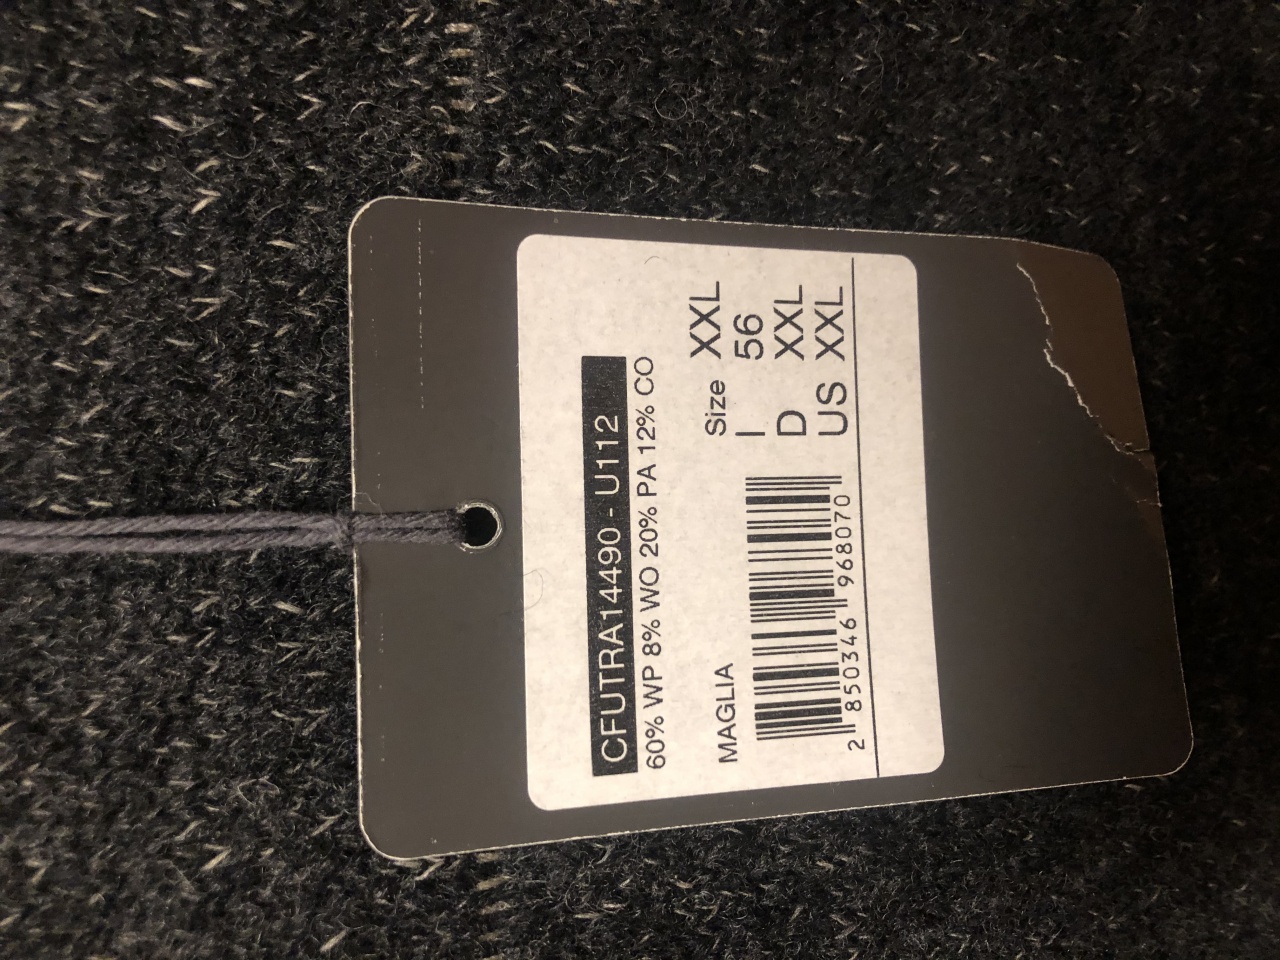 CFUTRA14490 - U112
60% WP 8% WO 20% PA 12% CO
MAGLIA
Size XXL
I 56
D XXL
US XXL
2 850346 968070